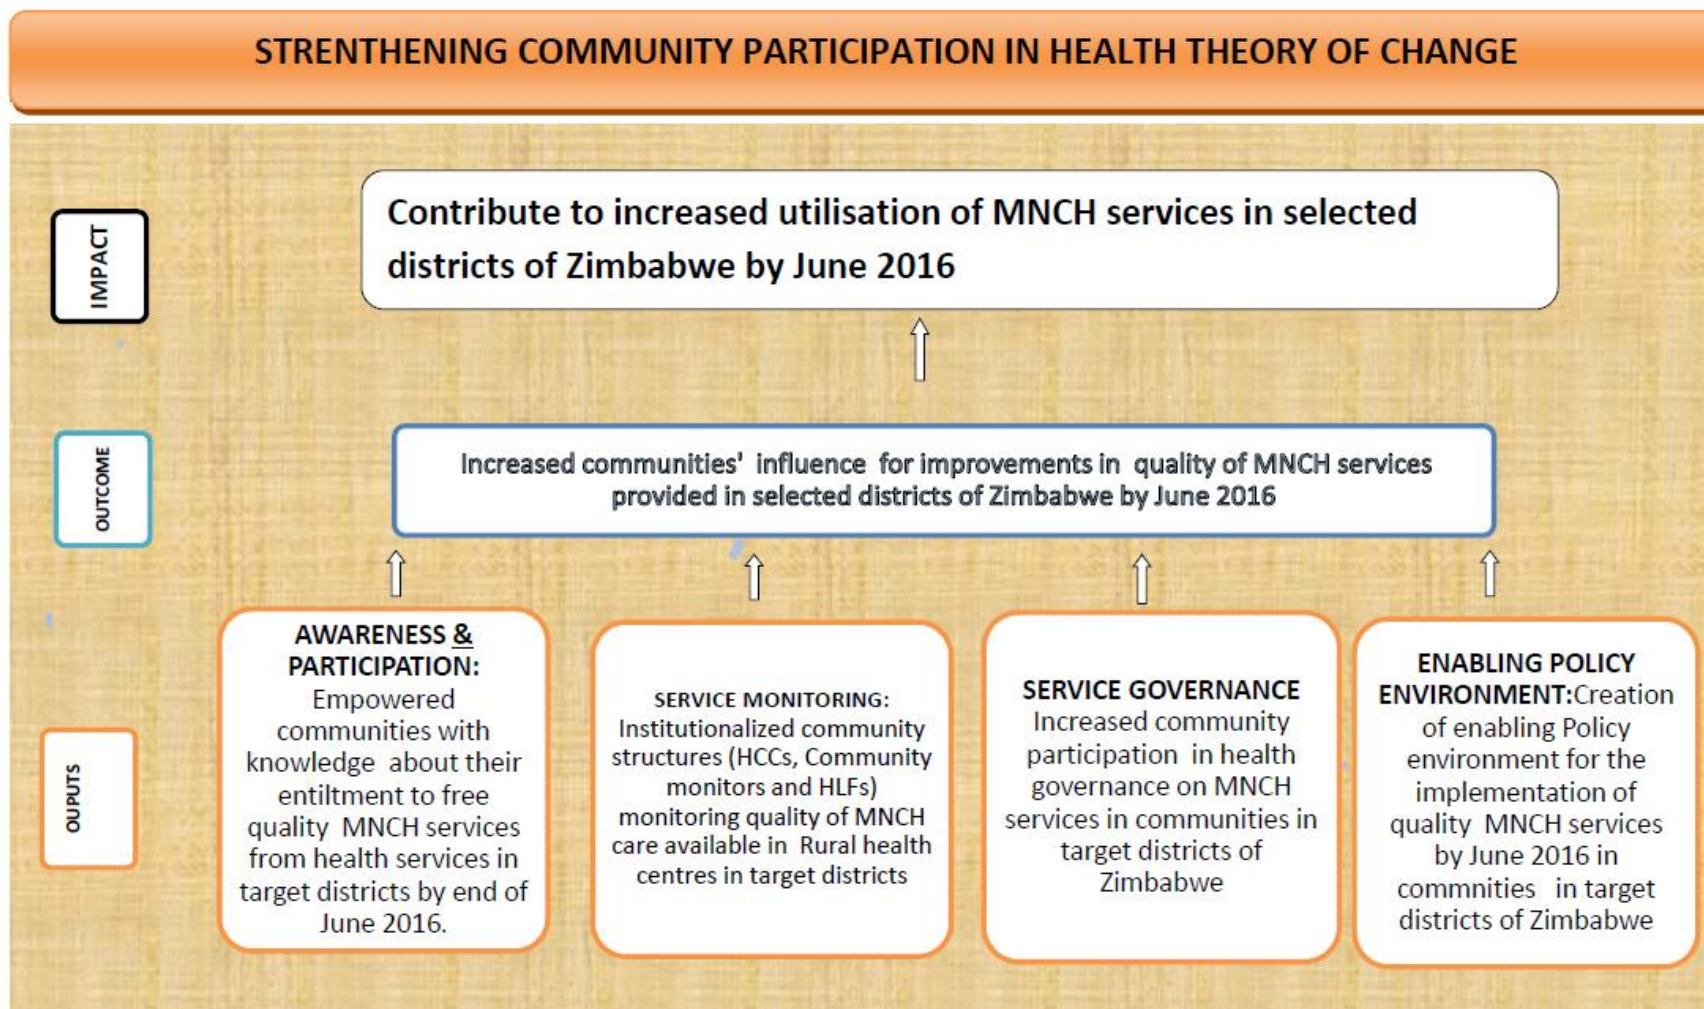 STRENTHENING COMMUNITY PARTICIPATION IN HEALTH THEORY OF CHANGE
IMPACT
Contribute to increased utilisation of MNCH services in selected
districts of Zimbabwe by June 2016
OUTCOME
Increased communities' influence for improvements in quality of MNCH services
provided in selected districts of Zimbabwe by June 2016
OUPUTS
AWARENESS &
PARTICIPATION:
Empowered
communities with
knowledge about their
entiltment to free
quality MNCH services
from health services in
target districts by end of
June 2016.
SERVICE MONITORING:
Institutionalized community
structures (HCCs, Community
monitors and HLFs)
monitoring quality of MNCH
care available in Rural health
centres in target districts
SERVICE GOVERNANCE
Increased community
participation in health
governance on MNCH
services in communities in
target districts of
Zimbabwe
ENABLING POLICY
ENVIRONMENT:Creation
of enabling Policy
environment for the
implementation of
quality MNCH services
by June 2016 in
commnities in target
districts of Zimbabwe